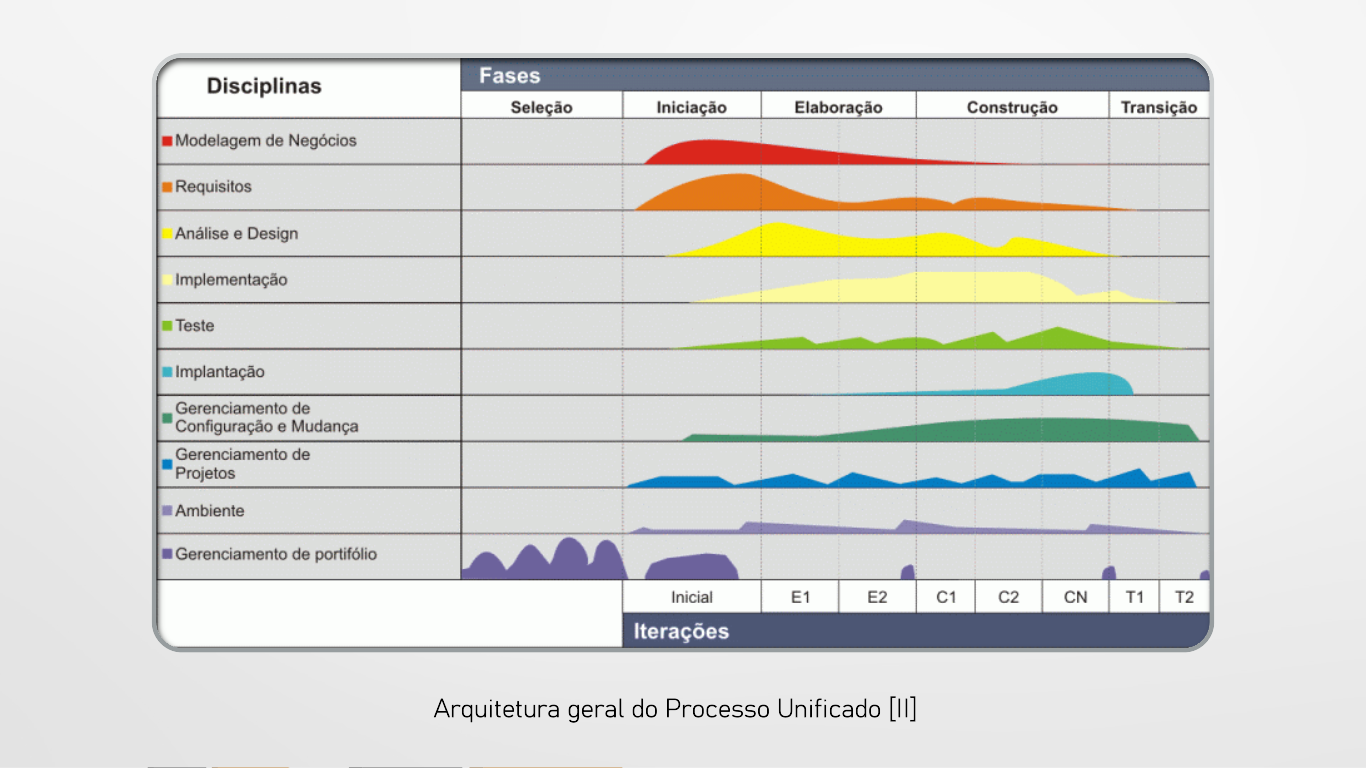 Disciplinas
Fases
Seleção
Iniciação
Elaboração
Construção
Transição
Modelagem de Negócios
Requisitos
Análise e Design
Implementação
Teste
Implantação
Gerenciamento de
Configuração e Mudança
Gerenciamento de
Projetos
Ambiente
Gerenciamento de portifólio
Inicial
E1
E2
C1
C2
CN
T1
T2
Iterações
Arquitetura geral do Processo Unificado [II]